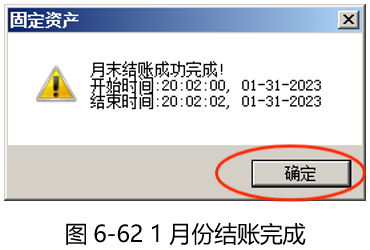 固定资产
月末结账成功完成!
开始时间:20:02:00, 01-31-2023
结束时间:20:02:02, 01-31-2023
确定
图 6-62 1 月份结账完成